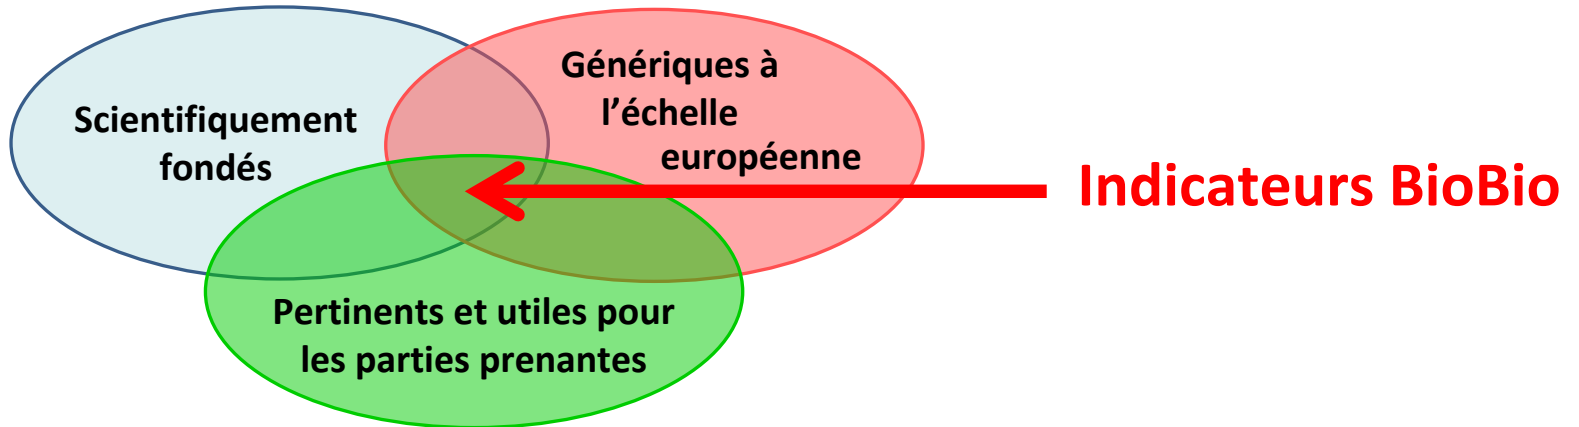 Scientifiquement
fondés
Génériques à
l’échelle
européenne
Pertinents et utiles pour
les parties prenantes
Indicateurs BioBio